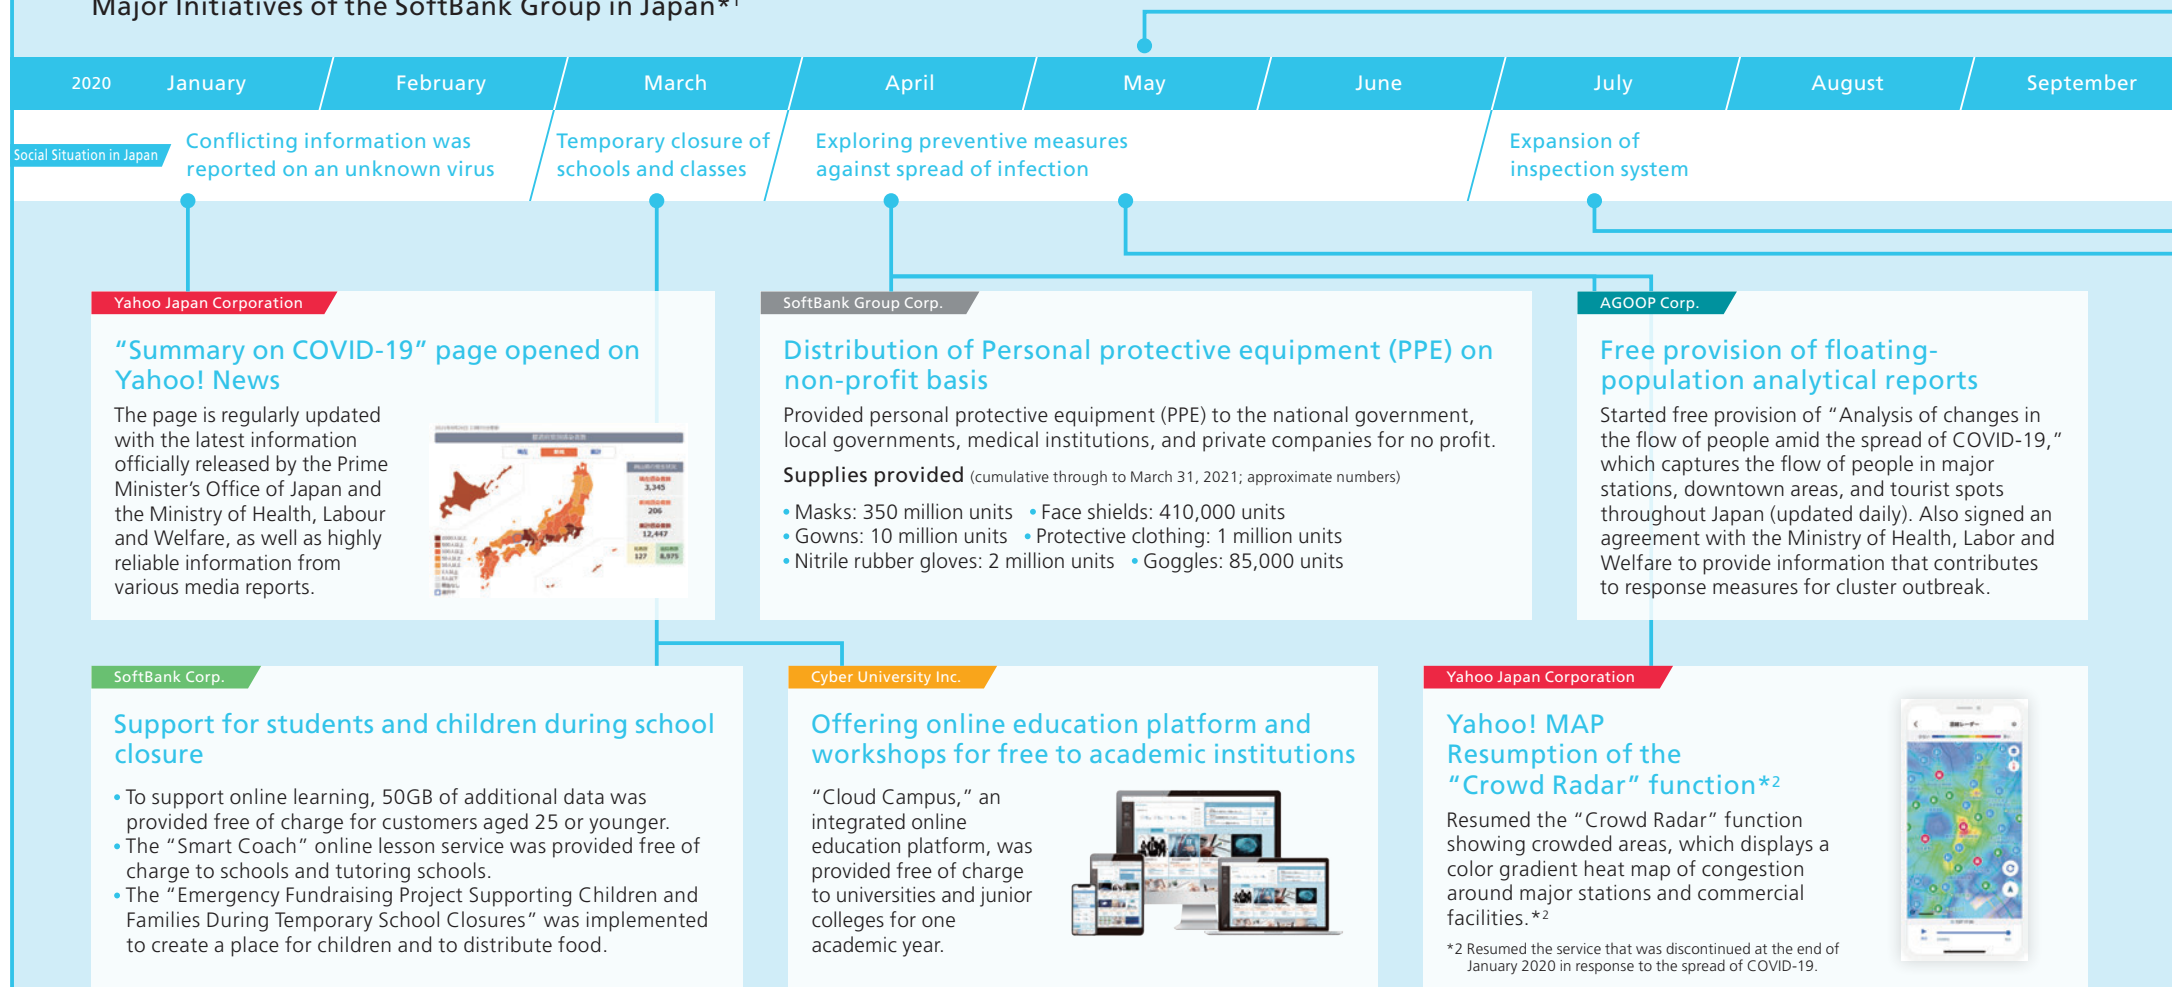 Major Initiatives of the SoftBank Group in Japan*1
2020 January February March April May June July August September
Social Situation in Japan
Conflicting information was
reported on an unknown virus
Temporary closure of
schools and classes
Exploring preventive measures
against spread of infection
Expansion of
inspection system
Yahoo Japan Corporation
“Summary on COVID-19” page opened on
Yahoo! News
The page is regularly updated
with the latest information
officially released by the Prime
Minister’s Office of Japan and
the Ministry of Health, Labour
and Welfare, as well as highly
reliable information from
various media reports.
3,345
206
12,447
127 8,975
SoftBank Group Corp.
Distribution of Personal protective equipment (PPE) on
non-profit basis
Provided personal protective equipment (PPE) to the national government,
local governments, medical institutions, and private companies for no profit.
Supplies provided (cumulative through to March 31, 2021; approximate numbers)
• Masks: 350 million units • Face shields: 410,000 units
• Gowns: 10 million units • Protective clothing: 1 million units
• Nitrile rubber gloves: 2 million units • Goggles: 85,000 units
AGOOP Corp.
Free provision of floating-
population analytical reports
Started free provision of “Analysis of changes in
the flow of people amid the spread of COVID-19,”
which captures the flow of people in major
stations, downtown areas, and tourist spots
throughout Japan (updated daily). Also signed an
agreement with the Ministry of Health, Labor and
Welfare to provide information that contributes
to response measures for cluster outbreak.
SoftBank Corp.
Support for students and children during school
closure
• To support online learning, 50GB of additional data was
provided free of charge for customers aged 25 or younger.
• The “Smart Coach” online lesson service was provided free of
charge to schools and tutoring schools.
• The “Emergency Fundraising Project Supporting Children and
Families During Temporary School Closures” was implemented
to create a place for children and to distribute food.
Cyber University Inc.
Offering online education platform and
workshops for free to academic institutions
“Cloud Campus,” an
integrated online
education platform, was
provided free of charge
to universities and junior
colleges for one
academic year.
Yahoo Japan Corporation
Yahoo! MAP
Resumption of the
“Crowd Radar” function*2
Resumed the “Crowd Radar” function
showing crowded areas, which displays a
color gradient heat map of congestion
around major stations and commercial
facilities.*2
*2 Resumed the service that was discontinued at the end of
January 2020 in response to the spread of COVID-19.